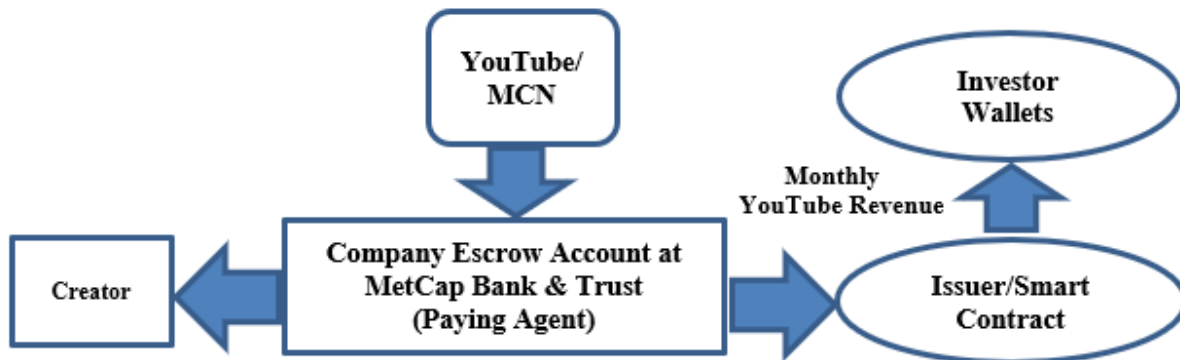 YouTube/
MCN
Investor
Wallets
Monthly
YouTube Revenue
Creator
Company Escrow Account at
MetCap Bank & Trust
(Paying Agent)
Issuer/Smart
Contract